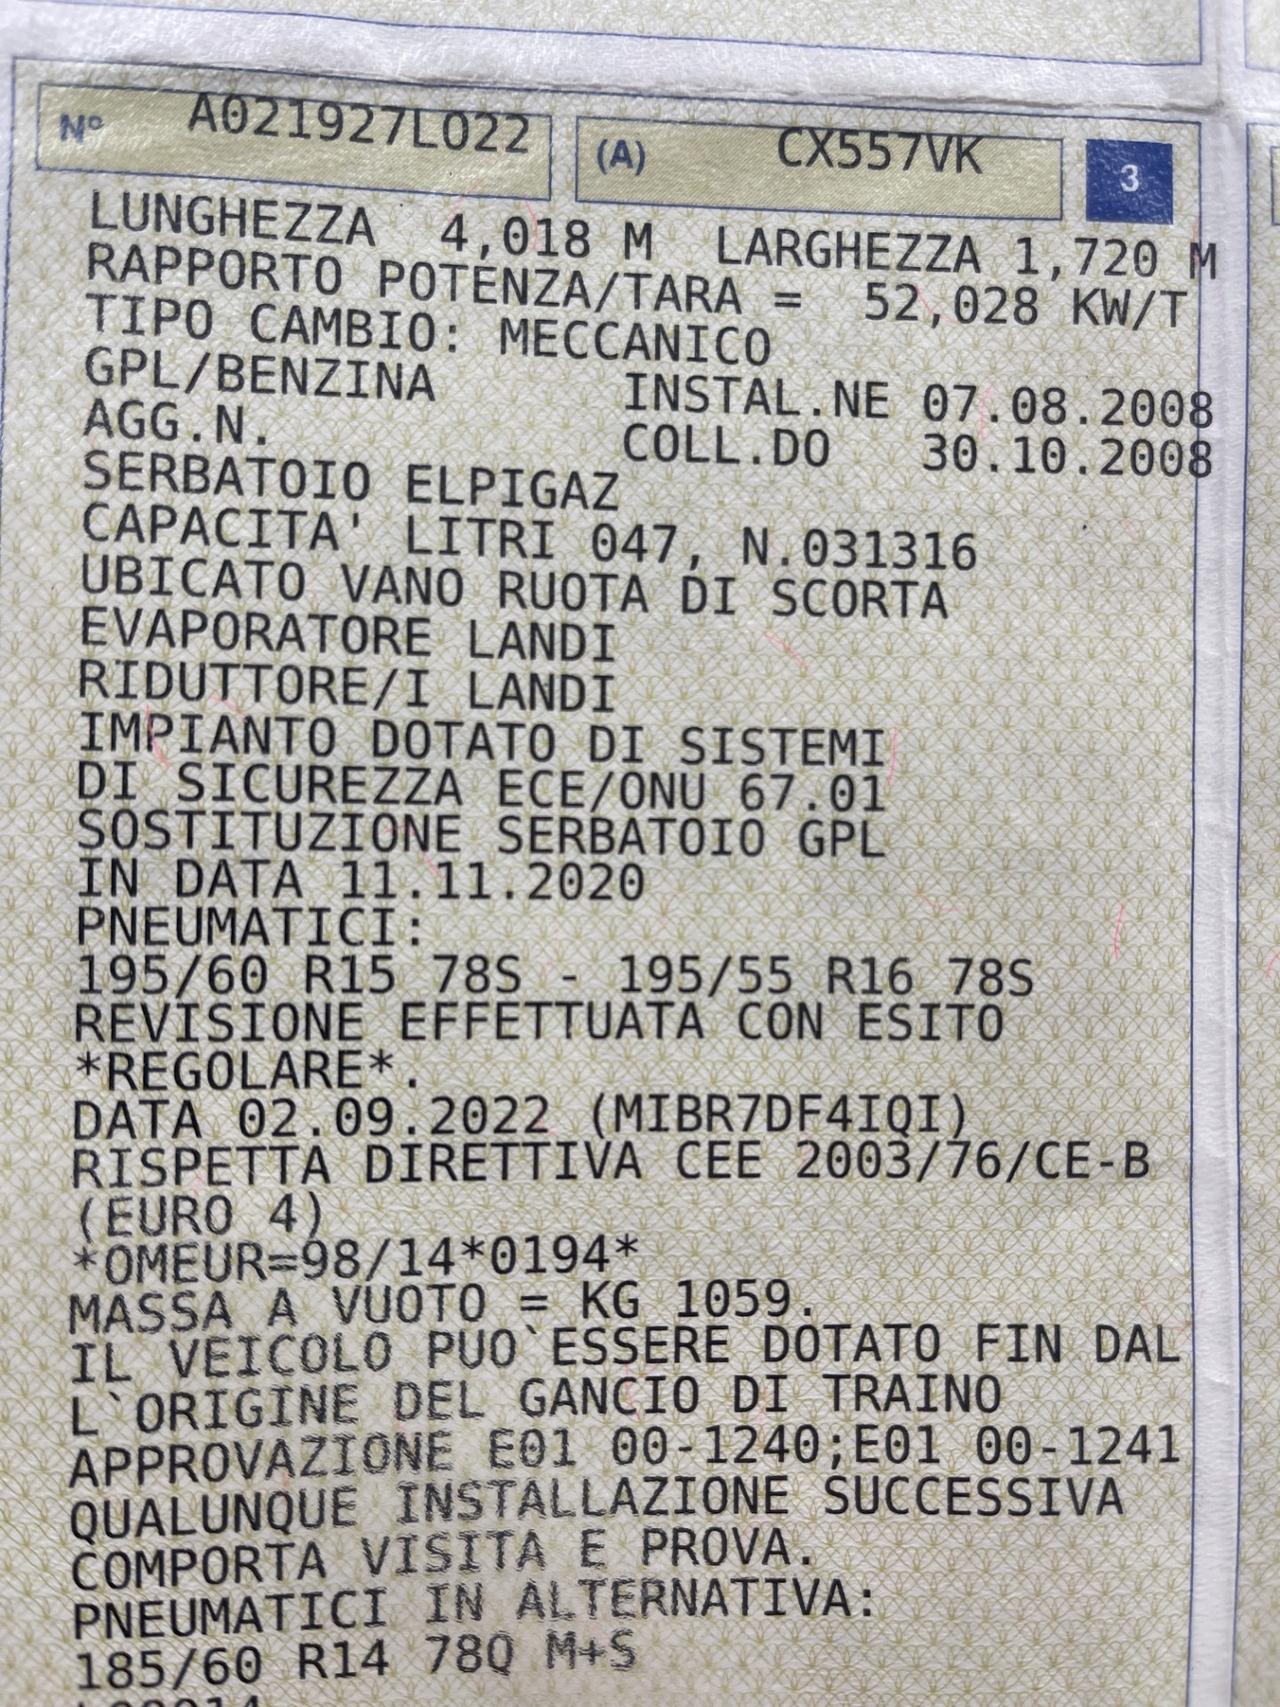 N° A021927LO22 (A) CX557VK 3
LUNGHEZZA 4,018 M LARGHEZZA 1,720 M
RAPPORTO POTENZA/TARA = 52,028 KW/T
TIPO CAMBIO: MECCANICO
GPL/BENZINA INSTAL.NE 07.08.2008
AGG.N. COLL.DO 30.10.2008
SERBATOIO ELPIGAZ
CAPACITA' LITRI 047, N.031316
UBICATO VANO RUOTA DI SCORTA
EVAPORATORE LANDI
RIDUTTORE/I LANDI
IMPIANTO DOTATO DI SISTEMI
DI SICUREZZA ECE/ONU 67.01
SOSTITUZIONE SERBATOIO GPL
IN DATA 11.11.2020
PNEUMATICI:
195/60 R15 78S - 195/55 R16 78S
REVISIONE EFFETTUATA CON ESITO
*REGOLARE*.
DATA 02.09.2022 (MIBR7DF4IQI)
RISPETTA DIRETTIVA CEE 2003/76/CE-B
(EURO 4)
*OMEUR=98/14*0194*
MASSA A VUOTO = KG 1059.
IL VEICOLO PUO`ESSERE DOTATO FIN DAL
L`ORIGINE DEL GANCIO DI TRAINO
APPROVAZIONE E01 00-1240;E01 00-1241
QUALUNQUE INSTALLAZIONE SUCCESSIVA
COMPORTA VISITA E PROVA.
PNEUMATICI IN ALTERNATIVA:
185/60 R14 78Q M+S